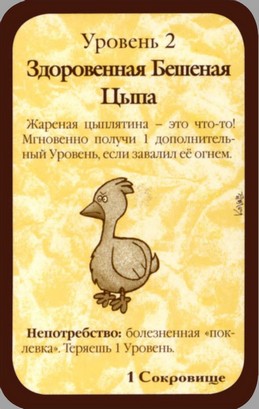 Уровень 2
Здоровенная Бешеная
Цыпа
Жареная цыплятина – это что-то!
Мгновенно получи 1 дополнитель-
ный Уровень, если завалил её огнем.
Непотребство: болезненная «пок-
левка». Теряешь 1 Уровень.
1 Сокровище